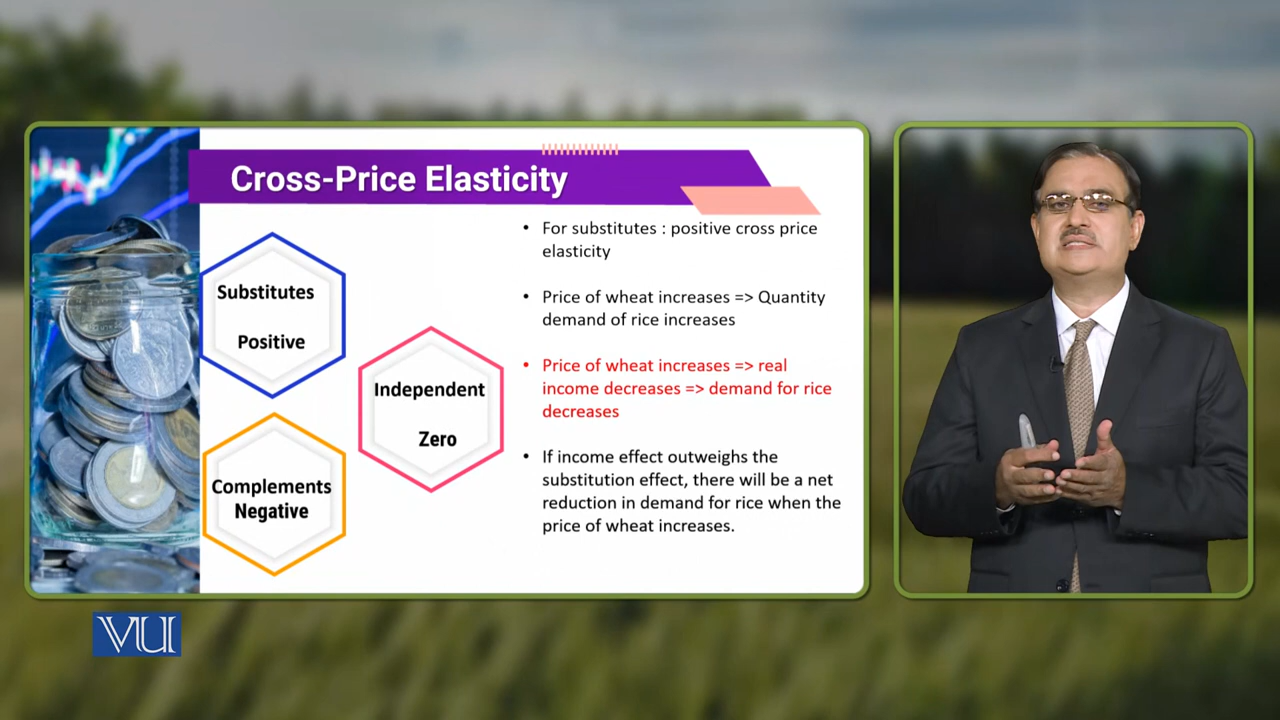 Cross-Price Elasticity
Substitutes
Positive
Complements
Negative
Independent
Zero
• For substitutes : positive cross price
elasticity
• Price of wheat increases => Quantity
demand of rice increases
• Price of wheat increases => real
income decreases => demand for rice
decreases
• If income effect outweighs the
substitution effect, there will be a net
reduction in demand for rice when the
price of wheat increases.
VU